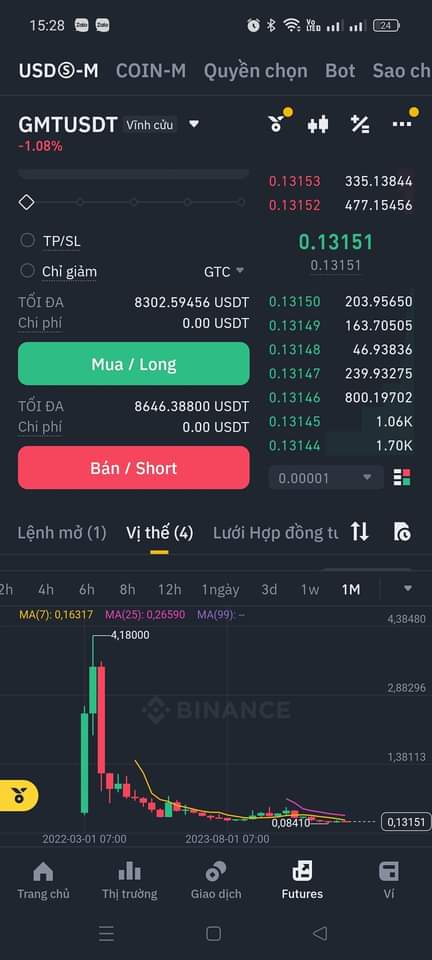 15:28 Zalo Zalo Vo LTE 24
USDⓈ-M COIN-M Quyền chọn Bot Sao ch
GMTUSDT Vĩnh cửu
-1.08%
0.13153 335.13844
0.13152 477.15456
TP/SL
0.13151
Chỉ giảm GTC
0.13151
TỐI ĐA 8302.59456 USDT
Chi phí 0.00 USDT
0.13150 203.95650
0.13149 163.70505
Mua / Long
0.13148 46.93836
0.13147 239.93275
TỐI ĐA 8646.38800 USDT
Chi phí 0.00 USDT
0.13146 800.19702
0.13145 1.06K
0.13144 1.70K
Bán / Short
0.00001
Lệnh mở (1) Vị thế (4) Lưới Hợp đồng tu
2h 4h 6h 8h 12h 1ngày 3d 1w 1M
MA(7): 0,16317 MA(25): 0,26590 MA(99): --
4,38480
4,18000
2,88296
BINANCE
1,38113
0,08410
0,13151
2022-03-01 07:00 2023-08-01 07:00
Trang chủ Thị trường Giao dịch Futures Ví